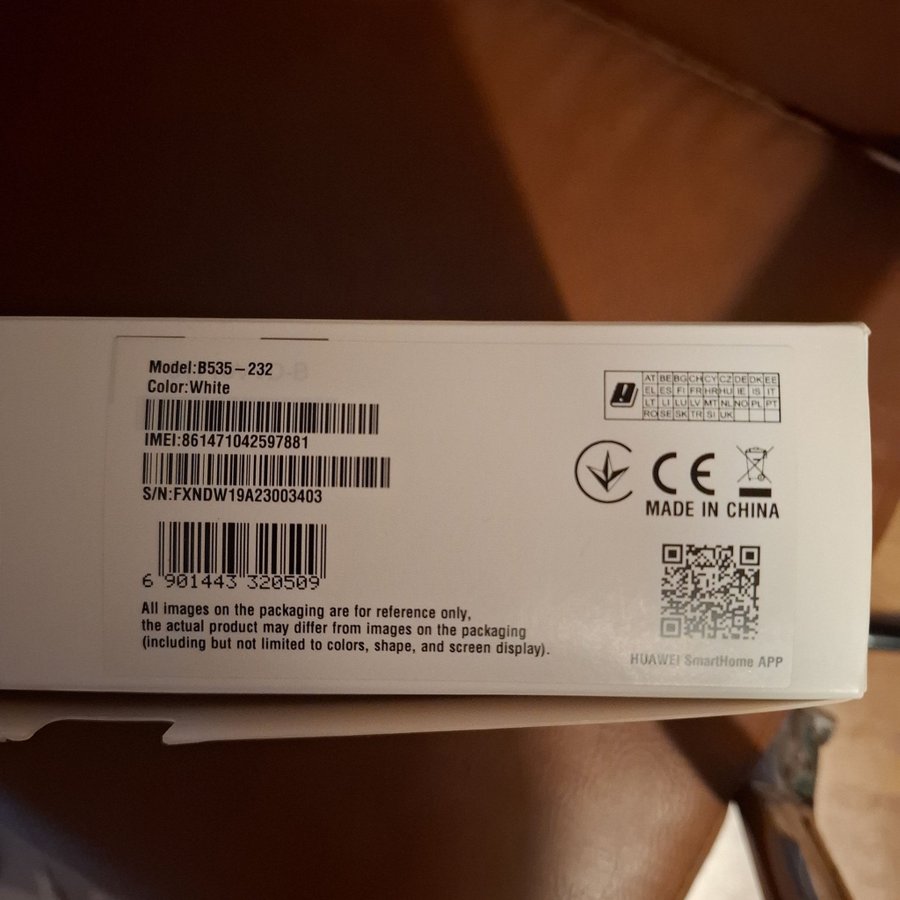 Model:B535-232
Color:White
IMEI:861471042597881
S/N:FXNDW19A23003403
6 901443 320509
All images on the packaging are for reference only,
the actual product may differ from images on the packaging
(including but not limited to colors, shape, and screen display).
AT BE BG CH CY CZ DE DK EE
EL ES FI FR HR HU IE IS IT
LT LI LU LV MT NL NO PL PT
RO SE SK TR SI UK
CE
MADE IN CHINA
HUAWEI SmartHome APP